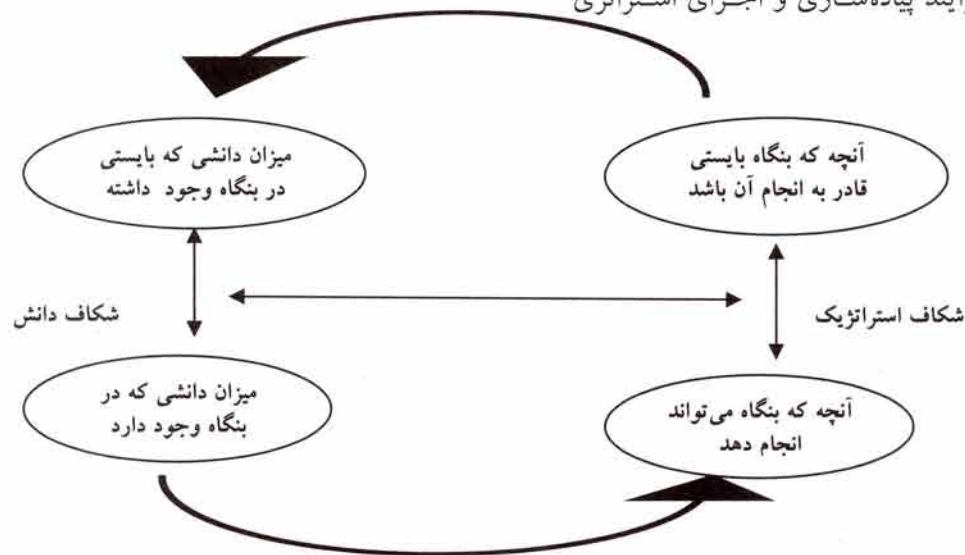 پیاده‌سازی و اجرای استراتژی
آنچه که بنگاه بایستی
قادر به انجام آن باشد
میزان دانشی که بایستی
در بنگاه وجود داشته
شکاف استراتژیک
شکاف دانش
آنچه که بنگاه می‌تواند
انجام دهد
میزان دانشی که در
بنگاه وجود دارد